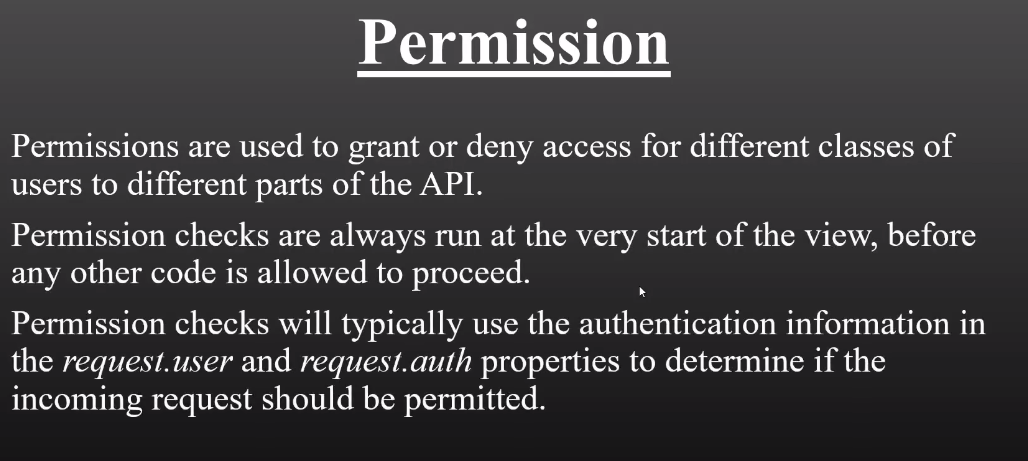 Permission
Permissions are used to grant or deny access for different classes of
users to different parts of the API.
Permission checks are always run at the very start of the view, before
any other code is allowed to proceed.
Permission checks will typically use the authentication information in
the request.user and request.auth properties to determine if the
incoming request should be permitted.